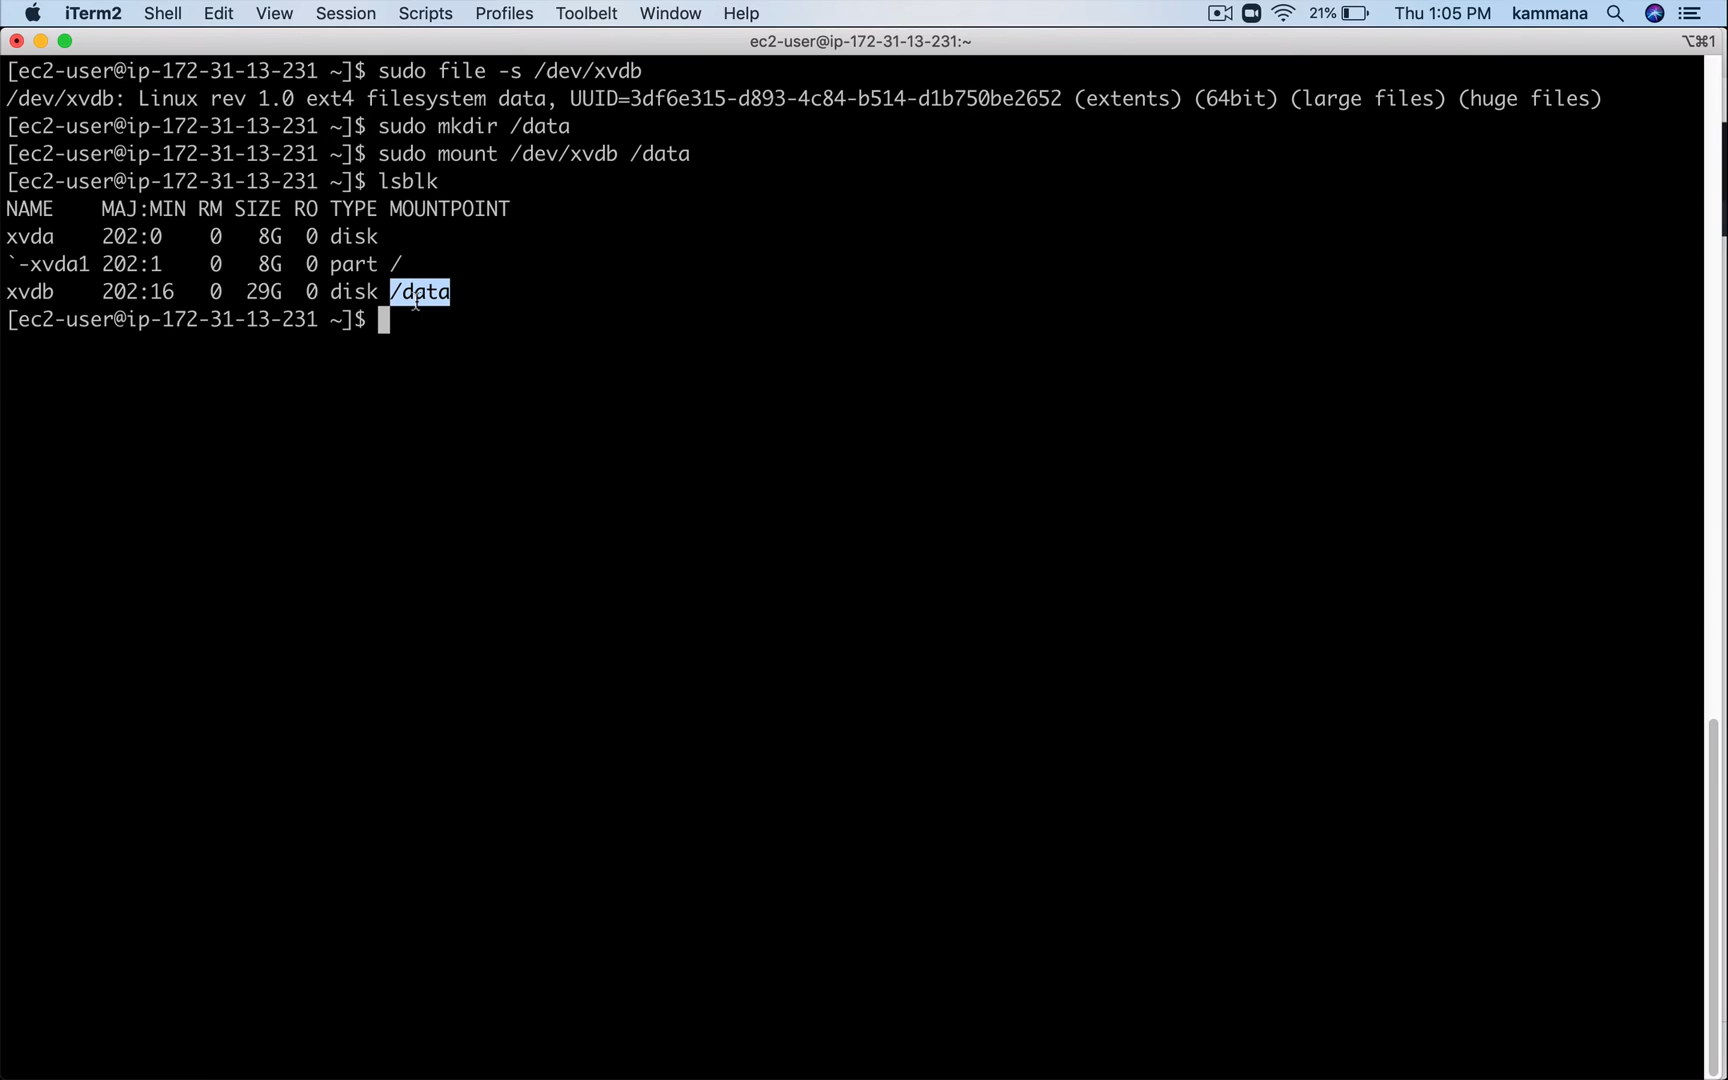 iTerm2 Shell Edit View Session Scripts Profiles Toolbelt Window Help 21% Thu 1:05 PM kammana
ec2-user@ip-172-31-13-231:~ ⌥⌘1
[ec2-user@ip-172-31-13-231 ~]$ sudo file -s /dev/xvdb
/dev/xvdb: Linux rev 1.0 ext4 filesystem data, UUID=3df6e315-d893-4c84-b514-d1b750be2652 (extents) (64bit) (large files) (huge files)
[ec2-user@ip-172-31-13-231 ~]$ sudo mkdir /data
[ec2-user@ip-172-31-13-231 ~]$ sudo mount /dev/xvdb /data
[ec2-user@ip-172-31-13-231 ~]$ lsblk
NAME    MAJ:MIN RM SIZE RO TYPE MOUNTPOINT
xvda    202:0    0   8G  0 disk
`-xvda1 202:1    0   8G  0 part /
xvdb    202:16   0  29G  0 disk /data
[ec2-user@ip-172-31-13-231 ~]$